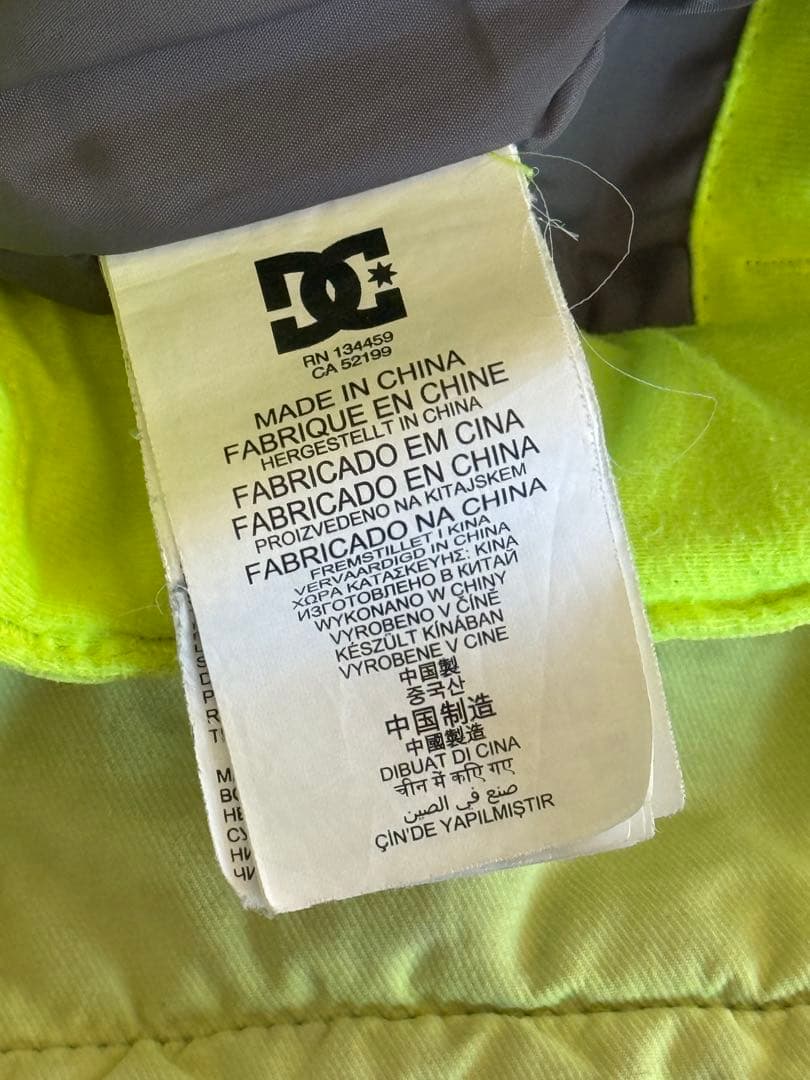 DC
RN 134459
CA 52199
MADE IN CHINA
FABRIQUE EN CHINE
HERGESTELLT IN CHINA
FABRICADO EM CINA
FABRICADO EN CHINA
PROIZVEDENO NA KITAJSKEM
FABRICADO NA CHINA
FREMSTILLET I KINA
VERVAARDIGD IN CHINA
ΧΩΡΑ ΚΑΤΑΣΚΕΥΗΣ: ΚΙΝΑ
ИЗГОТОВЛЕНО В КИТАЙ
WYKONANO W CHINY
VYROBENO V ČÍNĚ
KÉSZÜLT KÍNÁBAN
VYROBENE V CINE
中国製
중국산
中国制造
中國製造
DIBUAT DI CINA
चीन में कएि गए
صنع في الصين
ÇİN'DE YAPILMIŞTIR